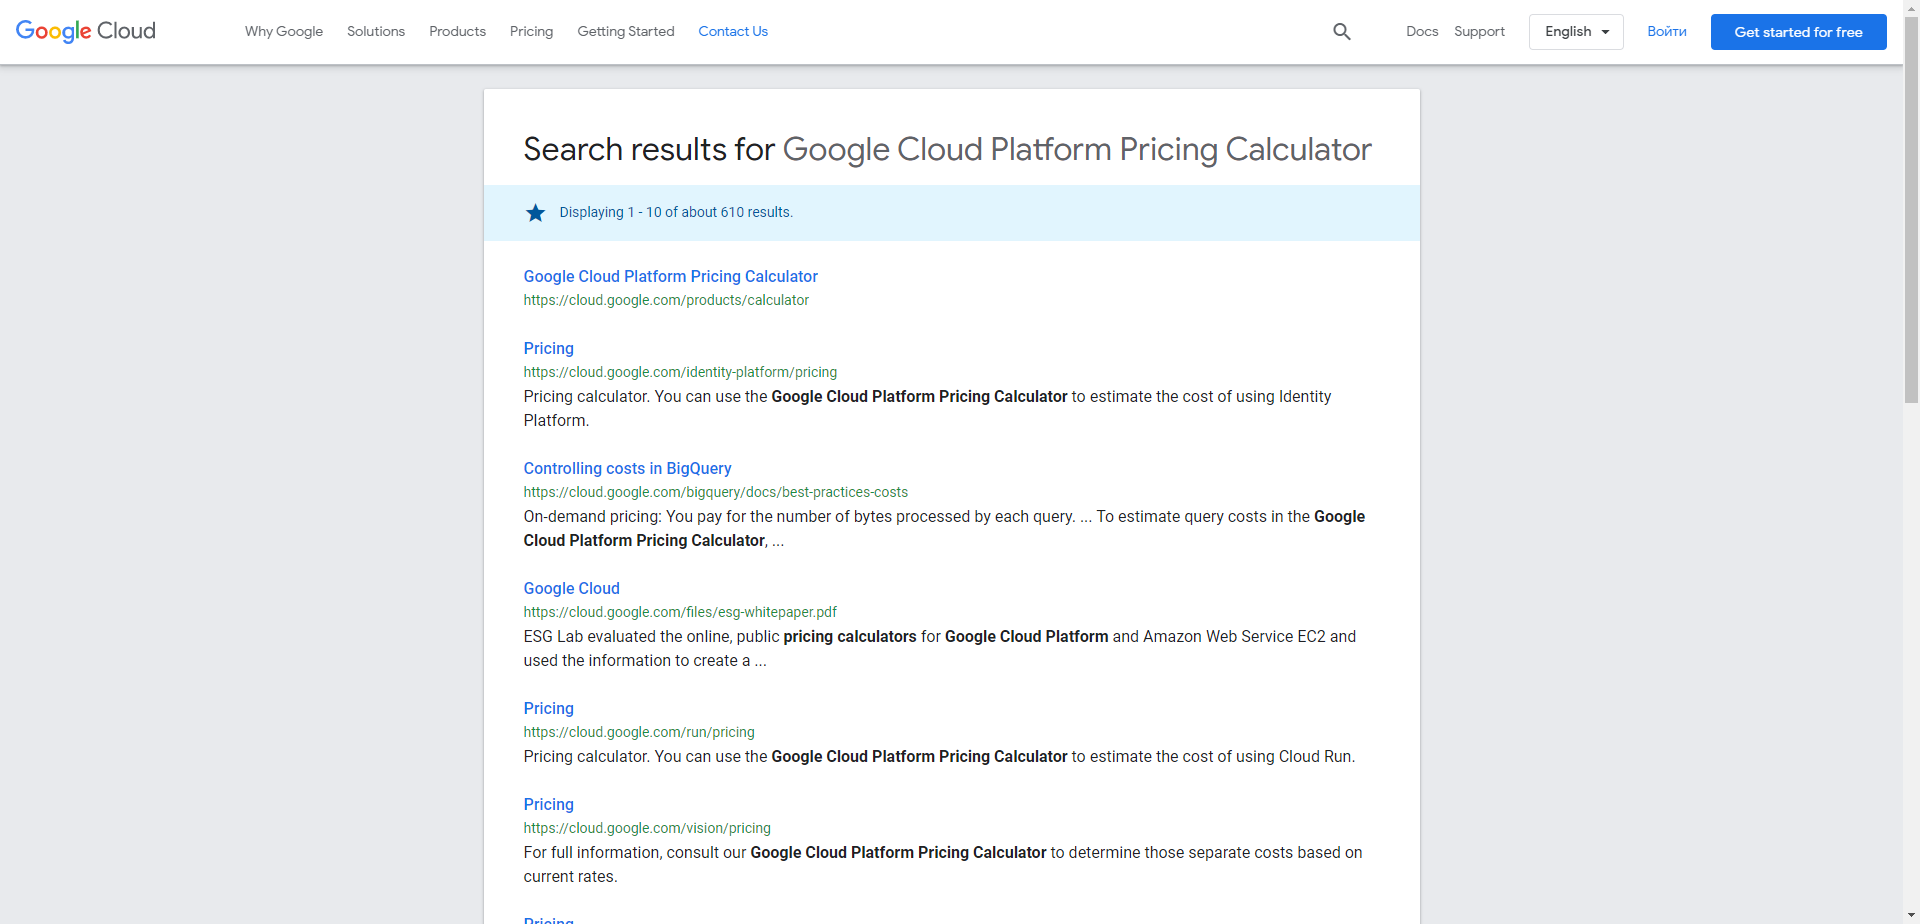 Google Cloud
Why Google
Solutions
Products
Pricing
Getting Started
Contact Us
Docs
Support
English
Войти
Get started for free
Search results for Google Cloud Platform Pricing Calculator
Displaying 1 - 10 of about 610 results.
Google Cloud Platform Pricing Calculator
https://cloud.google.com/products/calculator
Pricing
https://cloud.google.com/identity-platform/pricing
Pricing calculator. You can use the Google Cloud Platform Pricing Calculator to estimate the cost of using Identity
Platform.
Controlling costs in BigQuery
https://cloud.google.com/bigquery/docs/best-practices-costs
On-demand pricing: You pay for the number of bytes processed by each query. ... To estimate query costs in the Google
Cloud Platform Pricing Calculator, ...
Google Cloud
https://cloud.google.com/files/esg-whitepaper.pdf
ESG Lab evaluated the online, public pricing calculators for Google Cloud Platform and Amazon Web Service EC2 and
used the information to create a ...
Pricing
https://cloud.google.com/run/pricing
Pricing calculator. You can use the Google Cloud Platform Pricing Calculator to estimate the cost of using Cloud Run.
Pricing
https://cloud.google.com/vision/pricing
For full information, consult our Google Cloud Platform Pricing Calculator to determine those separate costs based on
current rates.
Pricing